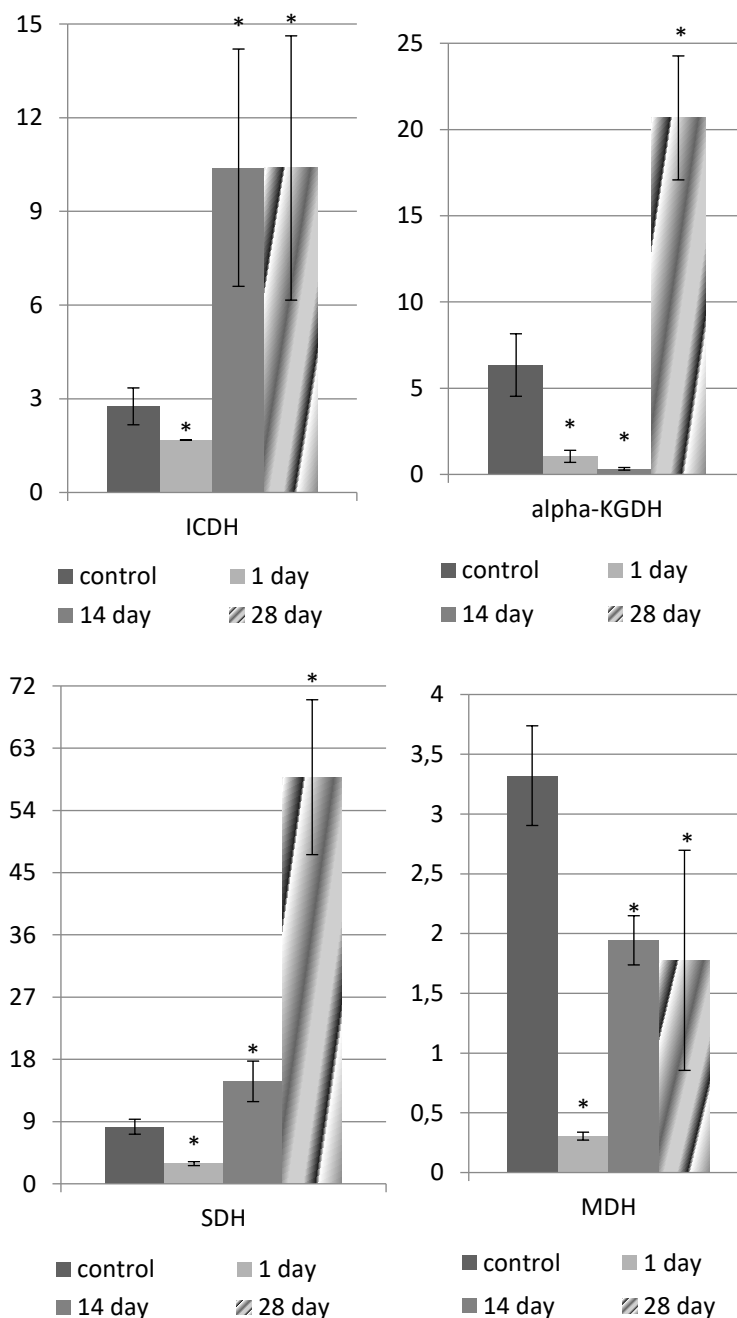 15
12
9
6
3
0
* * *
ICDH
control 1 day
14 day 28 day
25
20
15
10
5
0
* * *
alpha-KGDH
control 1 day
14 day 28 day
72
63
54
45
36
27
18
9
0
* * *
SDH
control 1 day
14 day 28 day
4
3,5
3
2,5
2
1,5
1
0,5
0
* * *
MDH
control 1 day
14 day 28 day